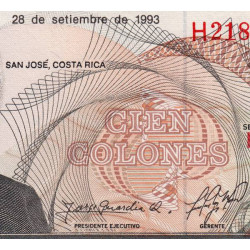 28 de setiembre de 1993
H218
SAN JOSÉ, COSTA RICA
CIEN
COLONES
PRESIDENTE EJECUTIVO
GERENTE